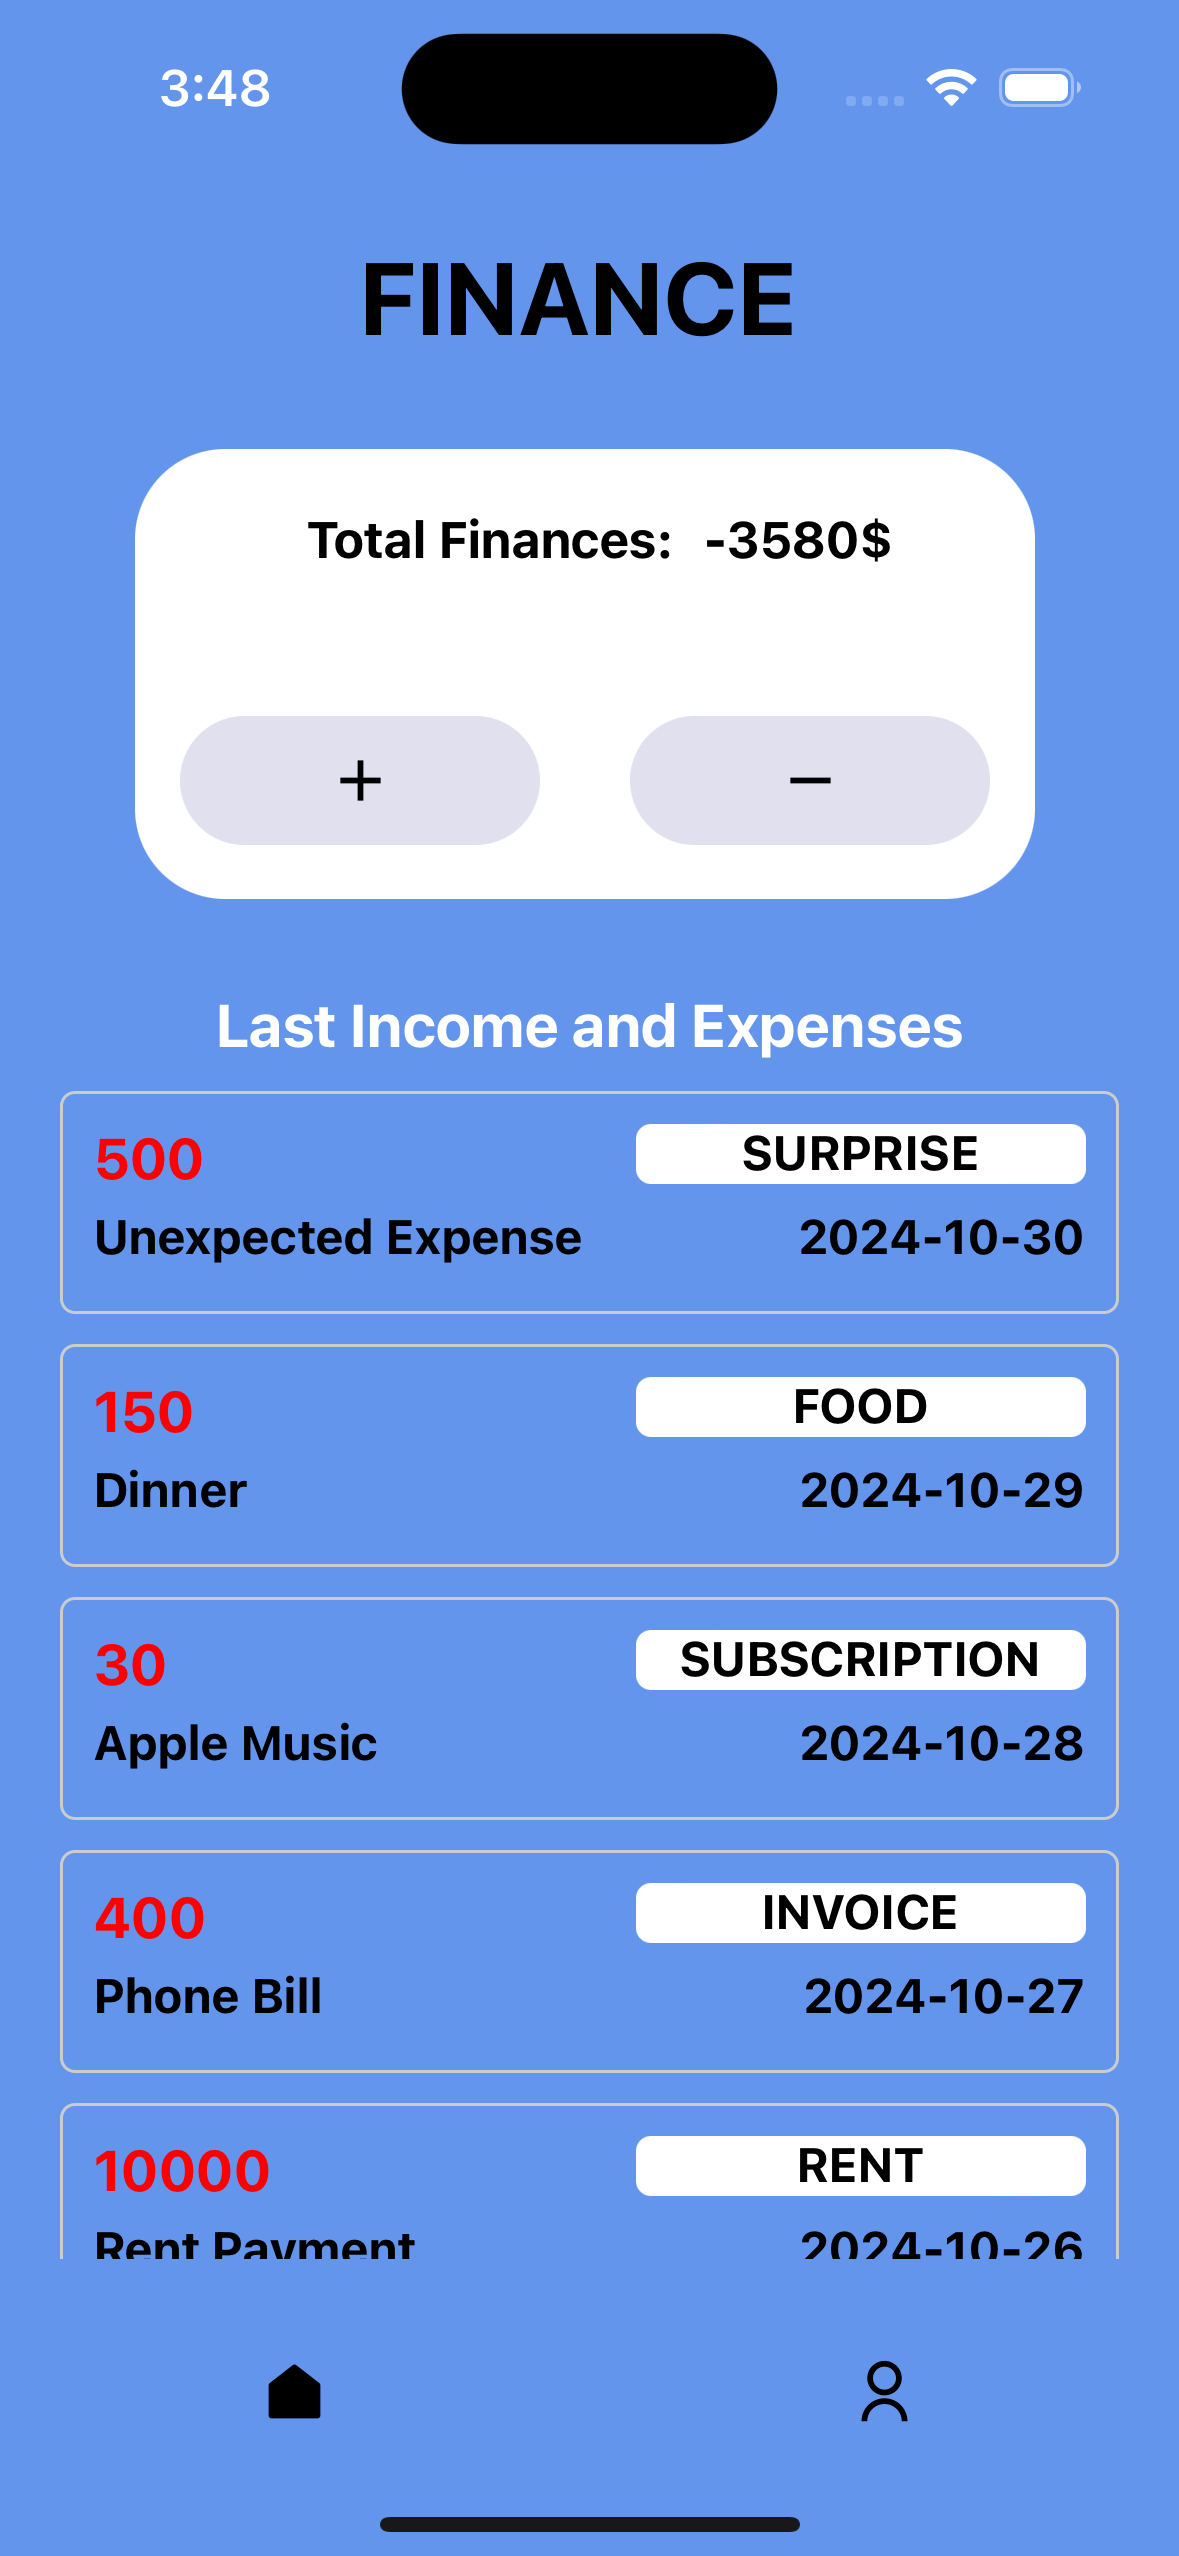 3:48
FINANCE
Total Finances: -3580$
+ −
Last Income and Expenses
500 SURPRISE
Unexpected Expense 2024-10-30
150 FOOD
Dinner 2024-10-29
30 SUBSCRIPTION
Apple Music 2024-10-28
400 INVOICE
Phone Bill 2024-10-27
10000 RENT
Rent Payment 2024-10-26